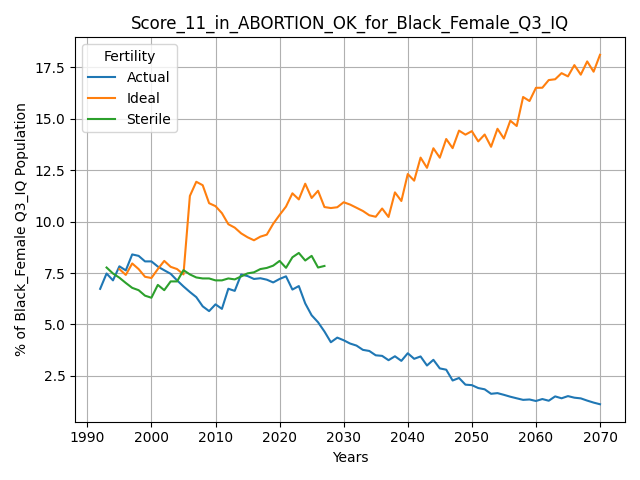 Score_11_in_ABORTION_OK_for_Black_Female_Q3_IQ
Fertility
Actual
Ideal
Sterile
% of Black_Female Q3_IQ Population
17.5
15.0
12.5
10.0
7.5
5.0
2.5
1990 2000 2010 2020 2030 2040 2050 2060 2070
Years